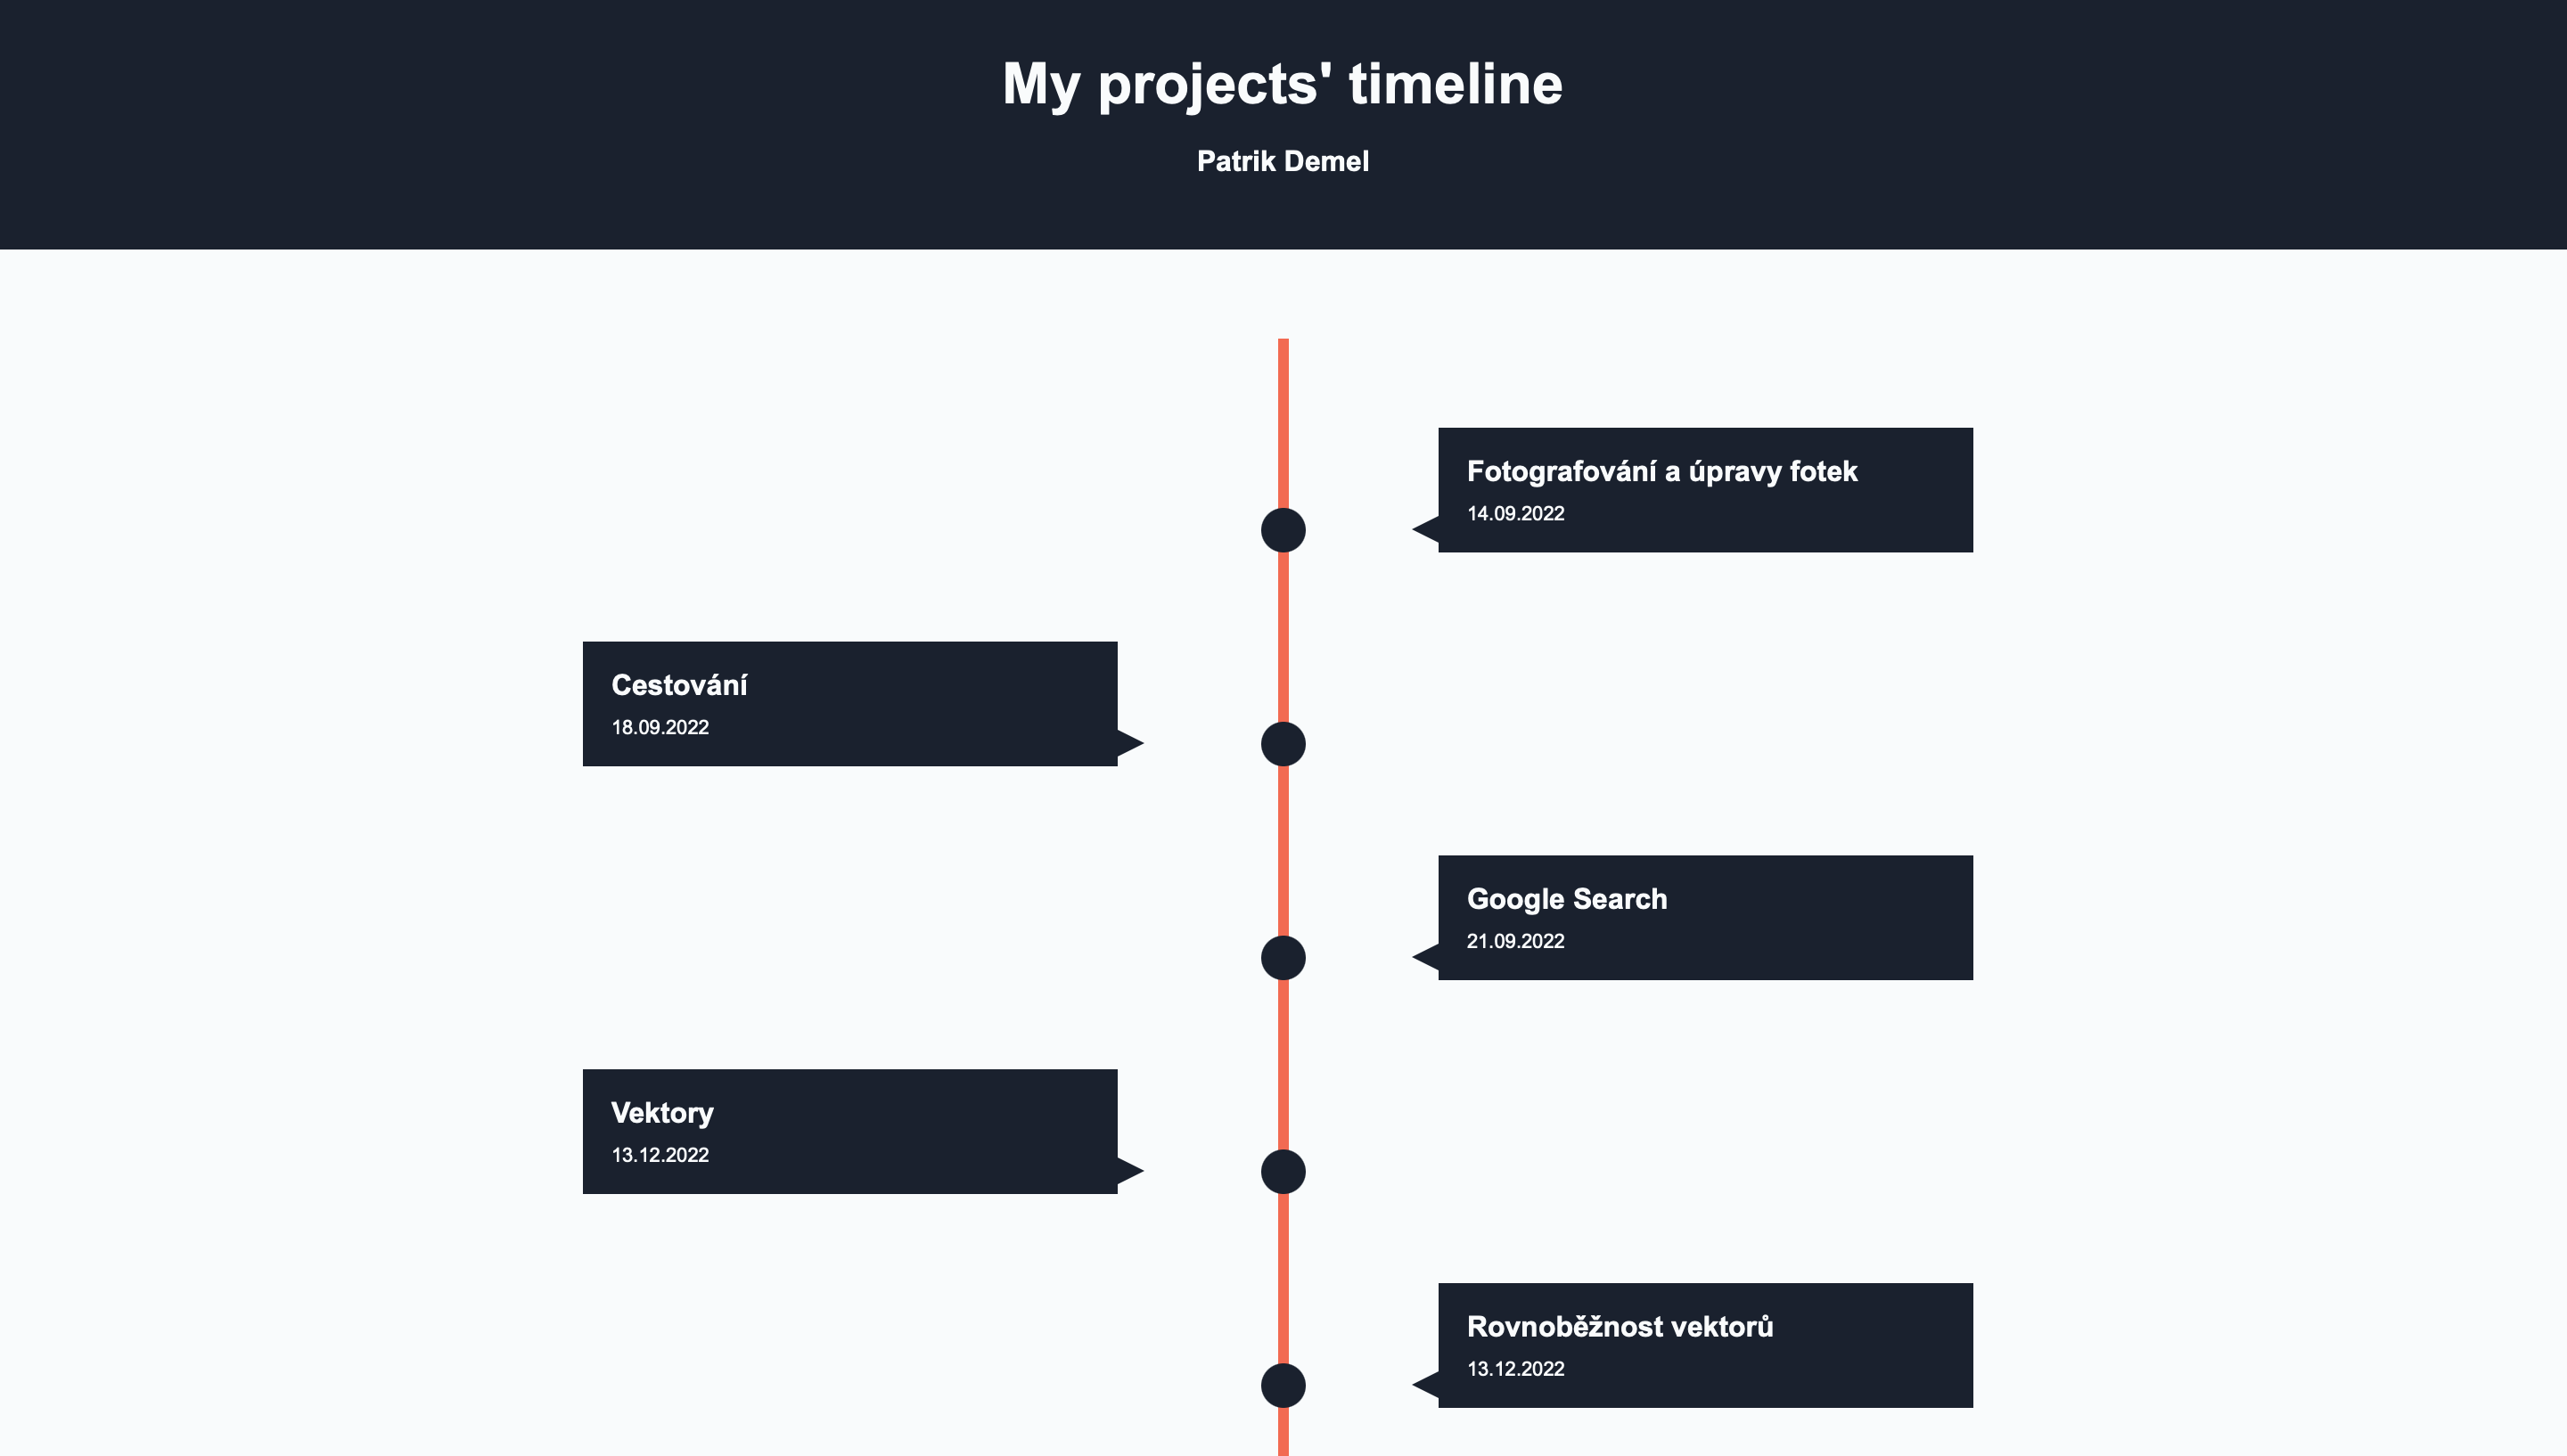 My projects' timeline
Patrik Demel
Fotografování a úpravy fotek
14.09.2022
Cestování
18.09.2022
Google Search
21.09.2022
Vektory
13.12.2022
Rovnoběžnost vektorů
13.12.2022